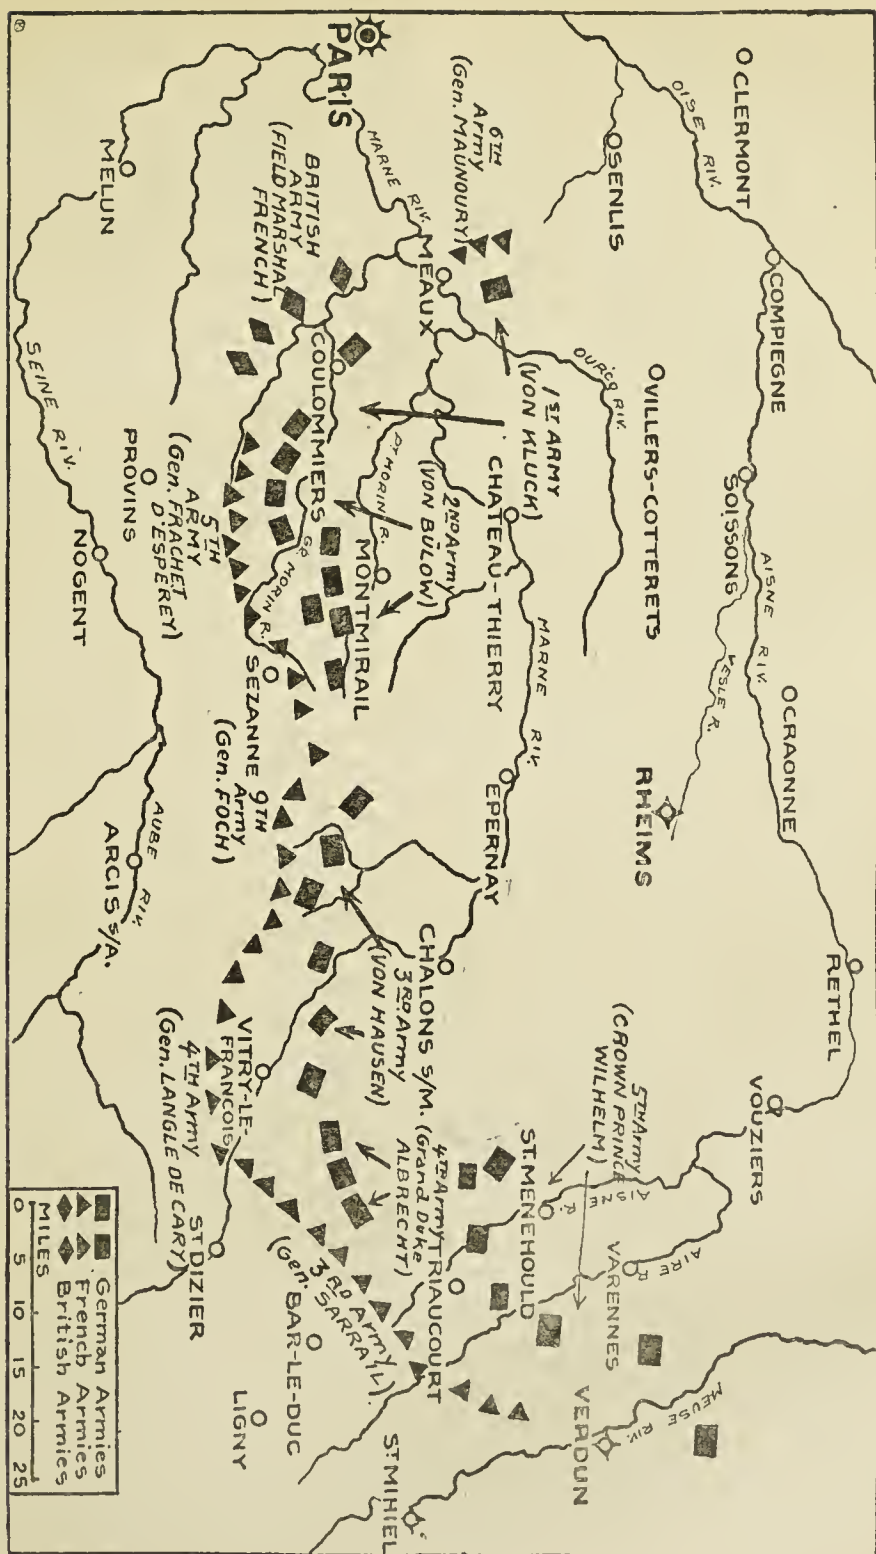 CLERMONT
OISE RIV.
COMPIEGNE
SOISSONS
AISNE RIV.
VESLE R.
CRAONNE
RETHEL
VOUZIERS
SENLIS
VILLERS-COTTERETS
RHEIMS
OURCQ RIV.
6TH
Army
(Gen. MAUNOURY)
1ST ARMY
(VON KLUCK)
CHATEAU-THIERRY
MARNE RIV.
EPERNAY
CHALONS S/M.
3RD Army
(VON HAUSEN)
5TH Army
(CROWN PRINCE
WILHELM)
AISNE R.
AIRE R.
VARENNES
ST. MENEHOULD
MEUSE RIV.
VERDUN
PARIS
MARNE RIV.
MEAUX
2ND Army
(VON BÜLOW)
PT MORIN R.
MONTMIRAIL
4TH Army
(Grand Duke
ALBRECHT)
TRIAUCOURT
ST. MIHIEL
BRITISH
ARMY
(FIELD MARSHAL
FRENCH)
COULOMMIERS
GR. MORIN R.
SEZANNE
9TH
Army
(Gen. FOCH)
VITRY-LE-
FRANCOIS
3RD Army
(Gen. SARRAIL).
BAR-LE-DUC
LIGNY
MELUN
SEINE RIV.
PROVINS
5TH
ARMY
(Gen. FRACHET
D'ESPEREY)
NOGENT
AUBE RIV.
ARCIS S/A.
4TH Army
(Gen. LANGLE DE CARY)
ST DIZIER
German Armies
French Armies
British Armies
MILES
0 5 10 15 20 25